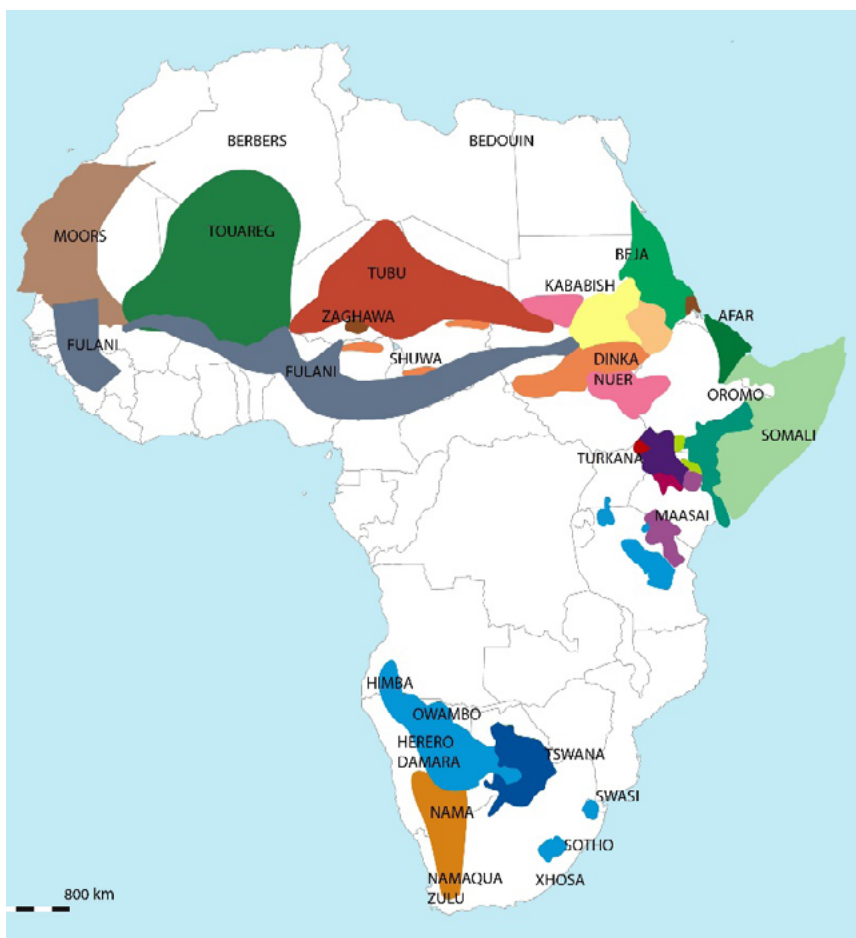 BERBERS
BEDOUIN
MOORS
TOUAREG
BEJA
TUBU
KABABISH
ZAGHAWA
AFAR
FULANI
SHUWA
DINKA
FULANI
NUER
OROMO
SOMALI
TURKANA
MAASAI
HIMBA
OWAMBO
HERERO
DAMARA
TSWANA
SWASI
NAMA
SOTHO
NAMAQUA
XHOSA
ZULU
800 km